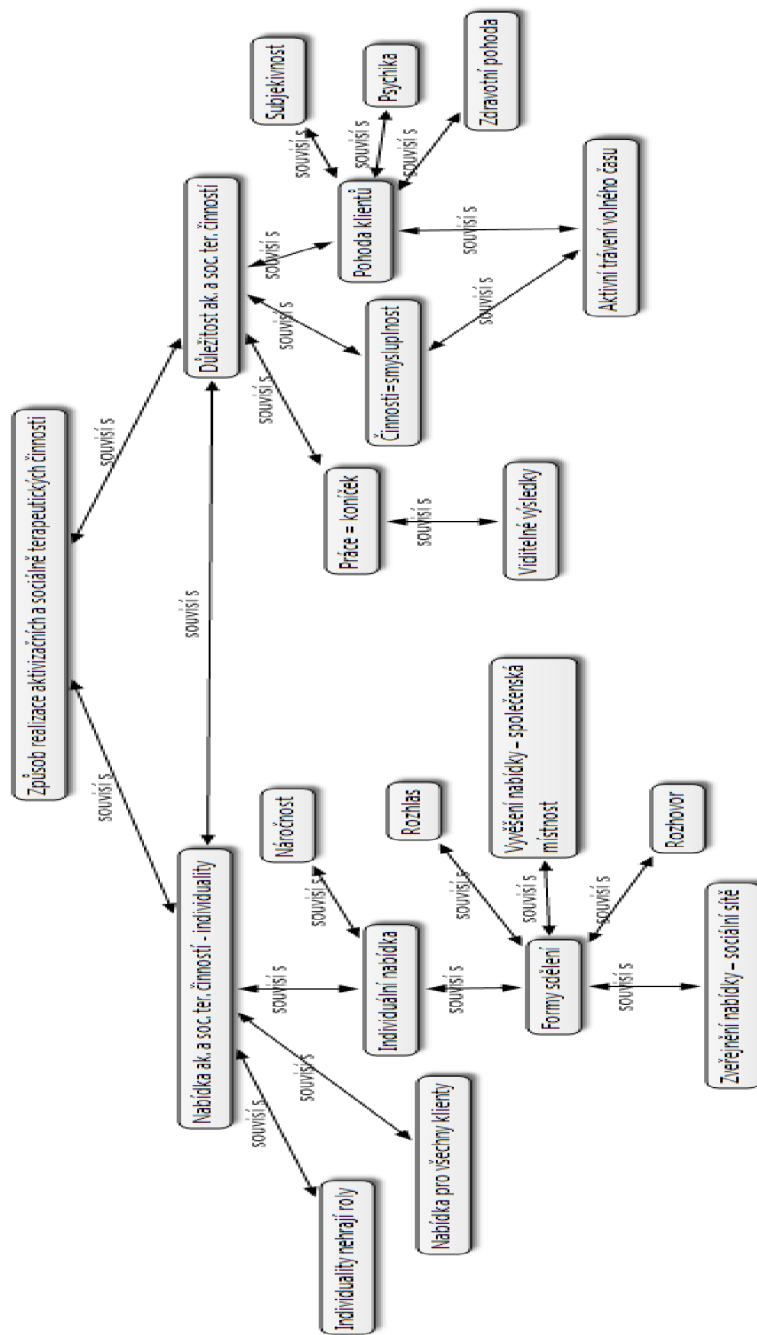 Způsob realizace aktivizačních a sociálně terapeutických činnosti
souvisí s
souvisí s
Nabídka ak. a soc. ter. činností - individuality
souvisí s
Důležitost ak. a soc. ter. činností
souvisí s
souvisí s
souvisí s
souvisí s
souvisí s
souvisí s
Individuality nehrají roly
Nabídka pro všechny klienty
Individuální nabídka
souvisí s
Náročnost
Práce = koníček
Činnosti=smysluplnost
Pohoda klientů
souvisí s
Subjekivnost
souvisí s
Psychika
souvisí s
Zdravotní pohoda
souvisí s
souvisí s
souvisí s
souvisí s
Formy sdělení
souvisí s
Rozhlas
souvisí s
Vyvěšení nabídky – společenská
místnost
souvisí s
Rozhovor
souvisí s
Zveřejnění nabídky – sociální sítě
Viditelné výsledky
Aktivní trávení volného času